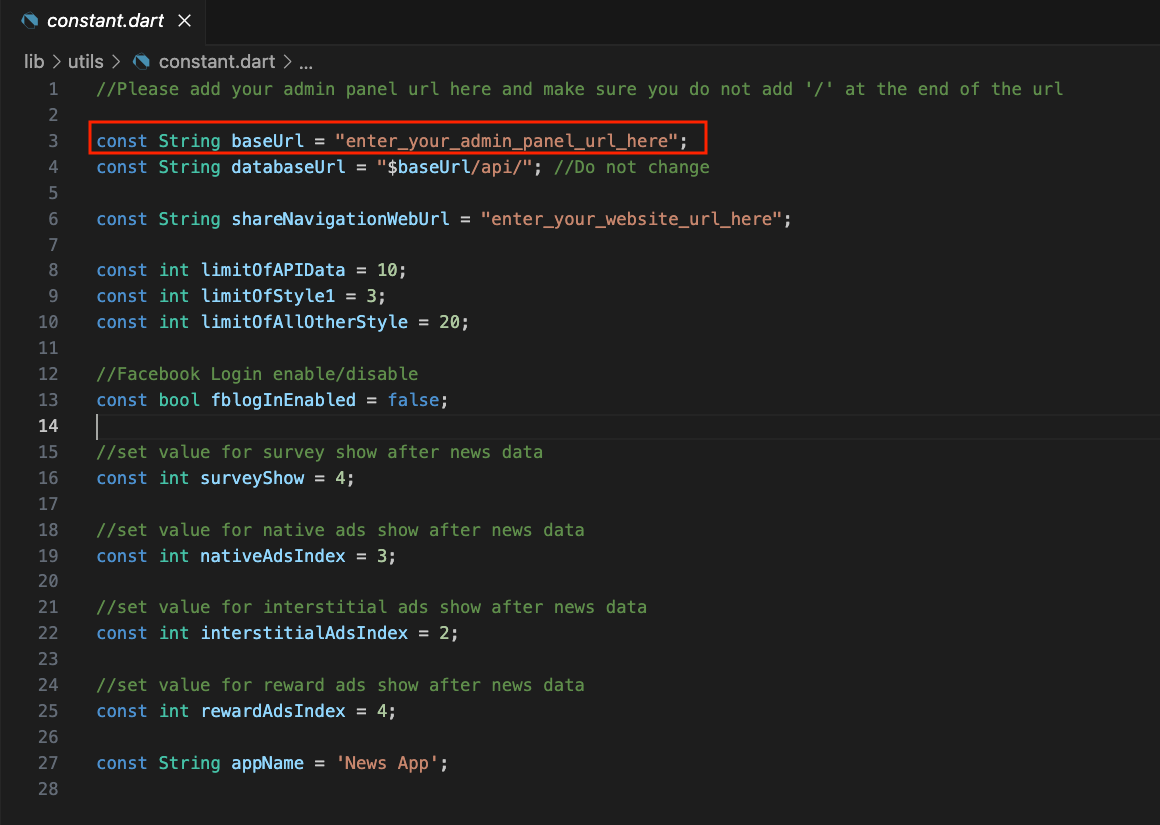 constant.dart
lib > utils > constant.dart > ...
1 //Please add your admin panel url here and make sure you do not add '/' at the end of the url
2
3 const String baseUrl = "enter_your_admin_panel_url_here";
4 const String databaseUrl = "$baseUrl/api/"; //Do not change
5
6 const String shareNavigationWebUrl = "enter_your_website_url_here";
7
8 const int limitOfAPIData = 10;
9 const int limitOfStyle1 = 3;
10 const int limitOfAllOtherStyle = 20;
11
12 //Facebook Login enable/disable
13 const bool fblogInEnabled = false;
14
15 //set value for survey show after news data
16 const int surveyShow = 4;
17
18 //set value for native ads show after news data
19 const int nativeAdsIndex = 3;
20
21 //set value for interstitial ads show after news data
22 const int interstitialAdsIndex = 2;
23
24 //set value for reward ads show after news data
25 const int rewardAdsIndex = 4;
26
27 const String appName = 'News App';
28